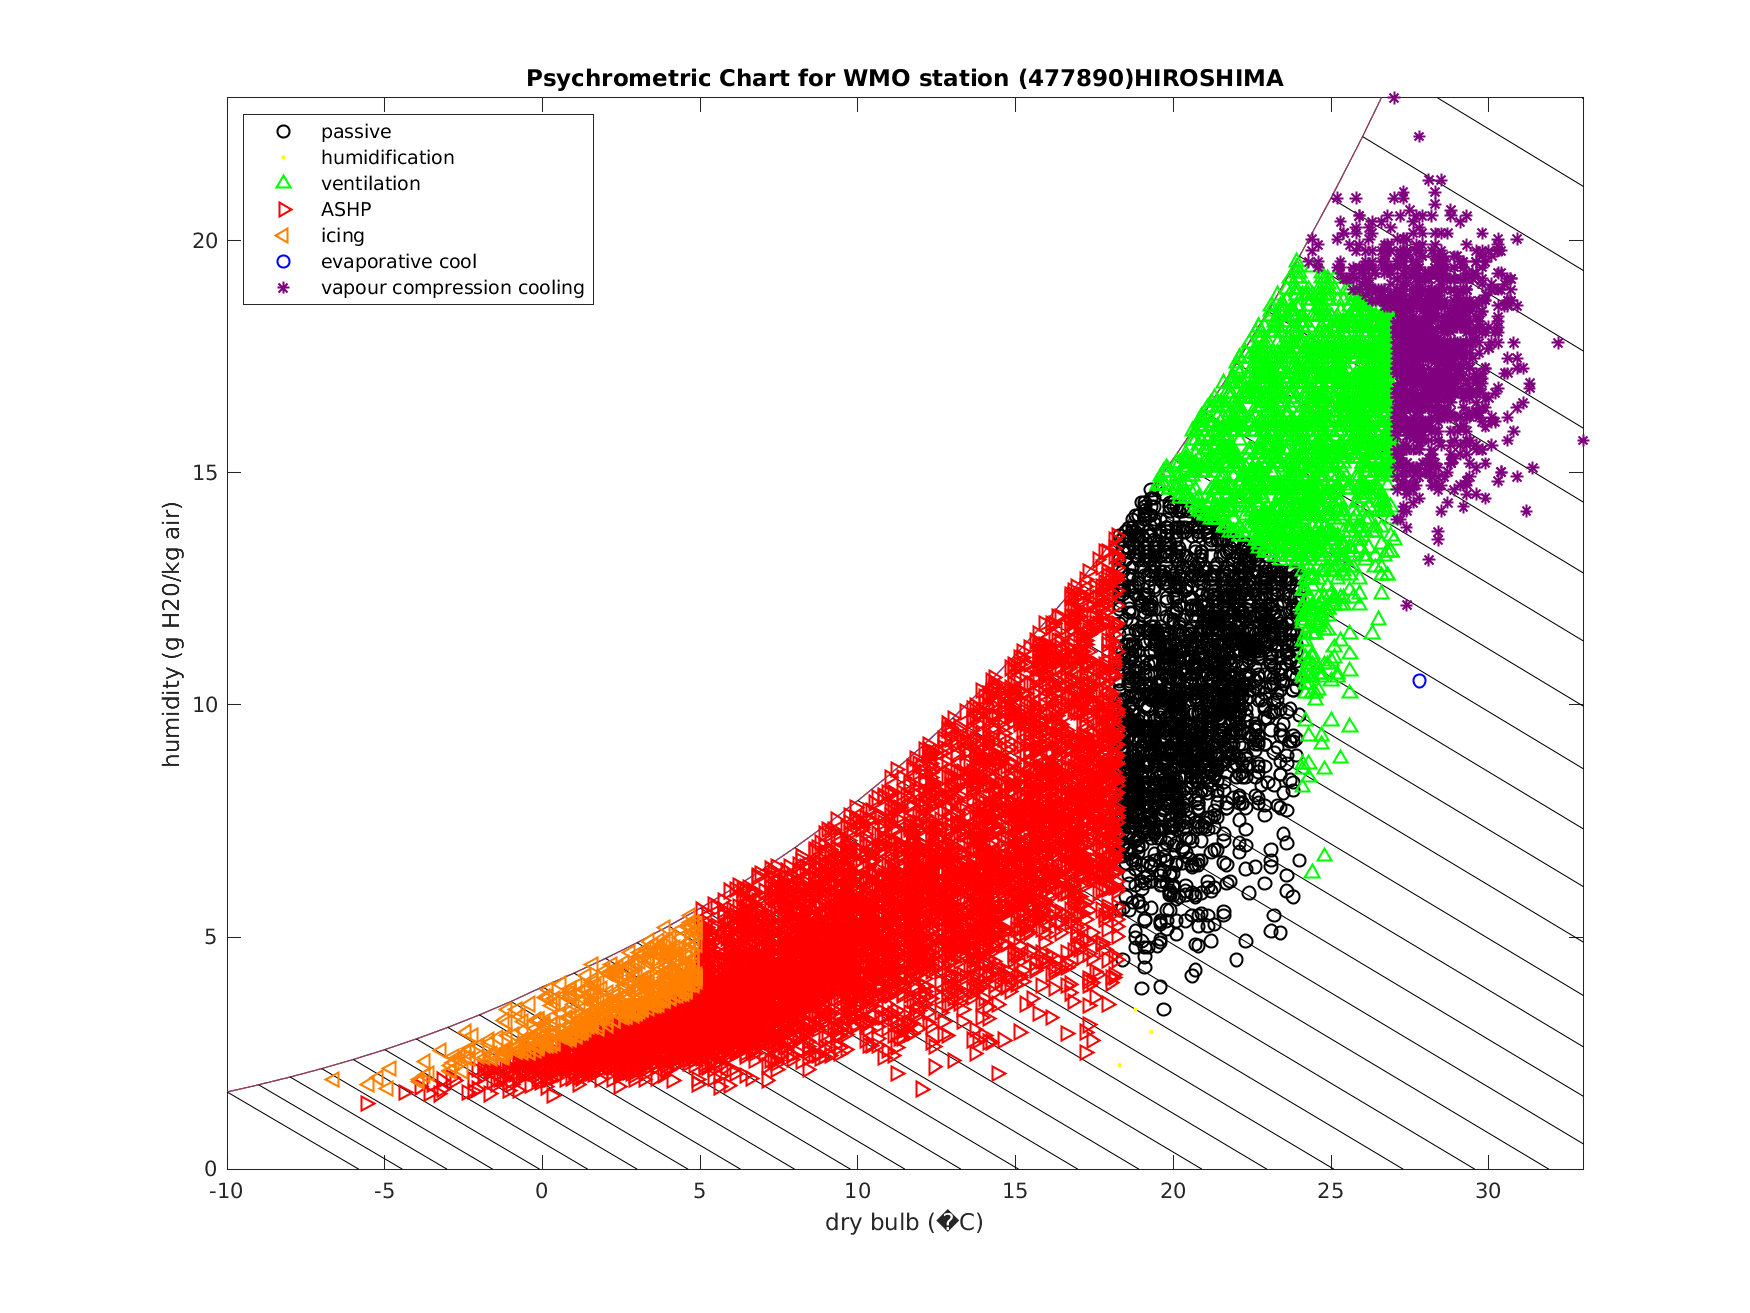 Psychrometric Chart for WMO station (477890)HIROSHIMA
passive
humidification
ventilation
ASHP
icing
evaporative cool
vapour compression cooling
humidity (g H20/kg air)
20
15
10
5
0
-10 -5 0 5 10 15 20 25 30
dry bulb (�C)